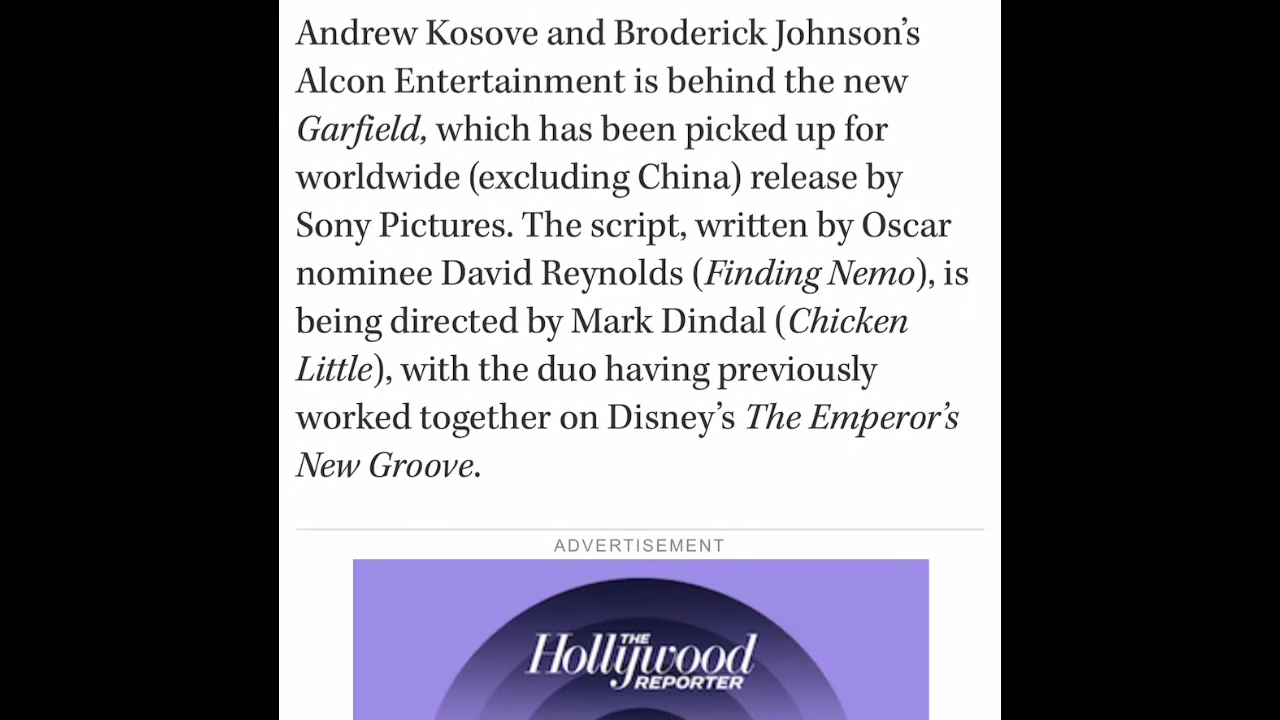 Andrew Kosove and Broderick Johnson’s
Alcon Entertainment is behind the new
Garfield, which has been picked up for
worldwide (excluding China) release by
Sony Pictures. The script, written by Oscar
nominee David Reynolds (Finding Nemo), is
being directed by Mark Dindal (Chicken
Little), with the duo having previously
worked together on Disney’s The Emperor’s
New Groove.
ADVERTISEMENT
THE
Hollywood
REPORTER